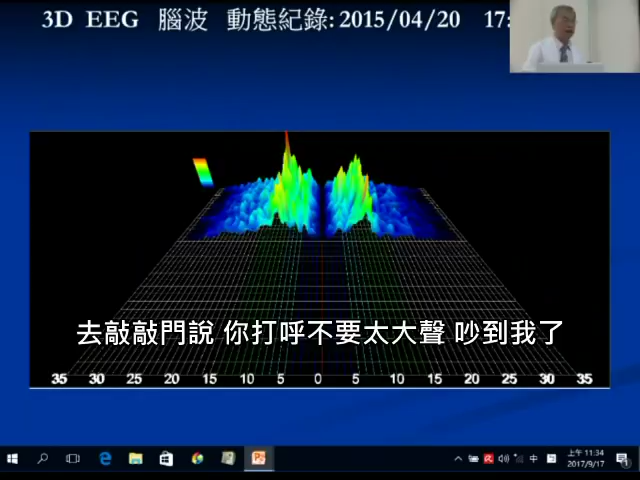 3D EEG 腦波 動態紀錄: 2015/04/20 17:
去敲敲門說 你打呼不要太大聲 吵到我了
35 30 25 20 15 10 5 0 5 10 15 20 25 30 35
中
上午 11:34
2017/9/17